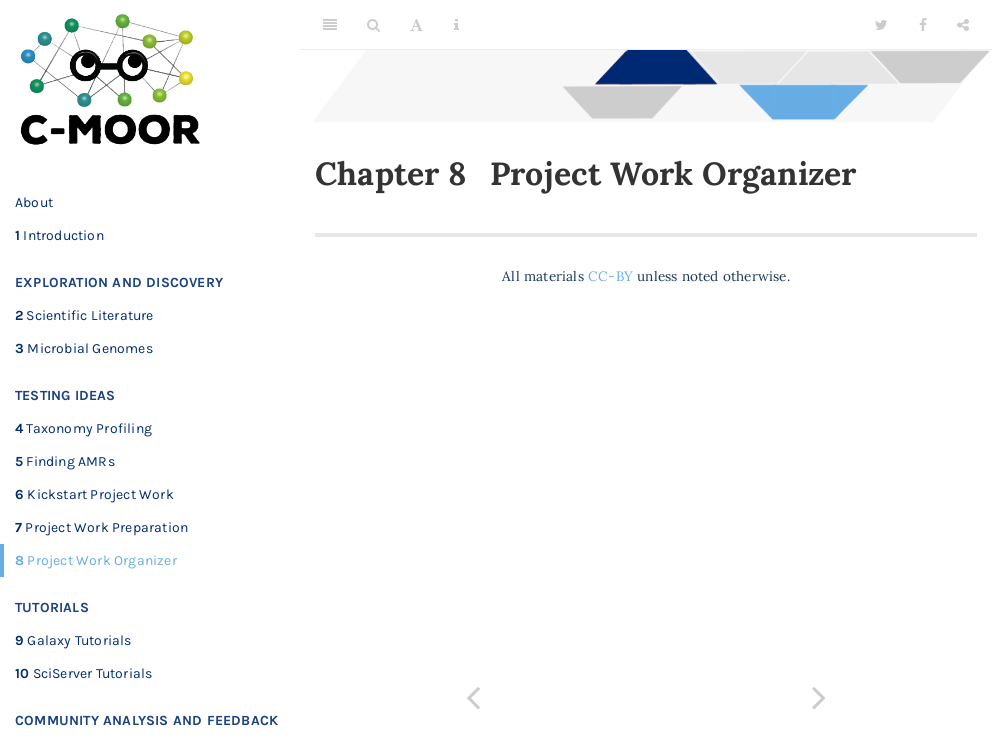 C-MOOR
About
1 Introduction
EXPLORATION AND DISCOVERY
2 Scientific Literature
3 Microbial Genomes
TESTING IDEAS
4 Taxonomy Profiling
5 Finding AMRs
6 Kickstart Project Work
7 Project Work Preparation
8 Project Work Organizer
TUTORIALS
9 Galaxy Tutorials
10 SciServer Tutorials
COMMUNITY ANALYSIS AND FEEDBACK
Chapter 8 Project Work Organizer
All materials CC-BY unless noted otherwise.